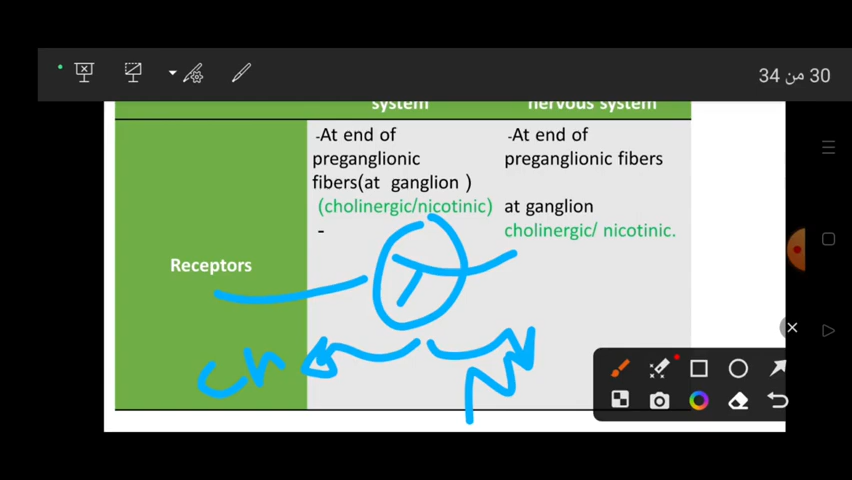 30 من 34
system
nervous system
-At end of
preganglionic
fibers(at ganglion )
(cholinergic/nicotinic)
-
-At end of
preganglionic fibers
at ganglion
cholinergic/ nicotinic.
Receptors
ch
N